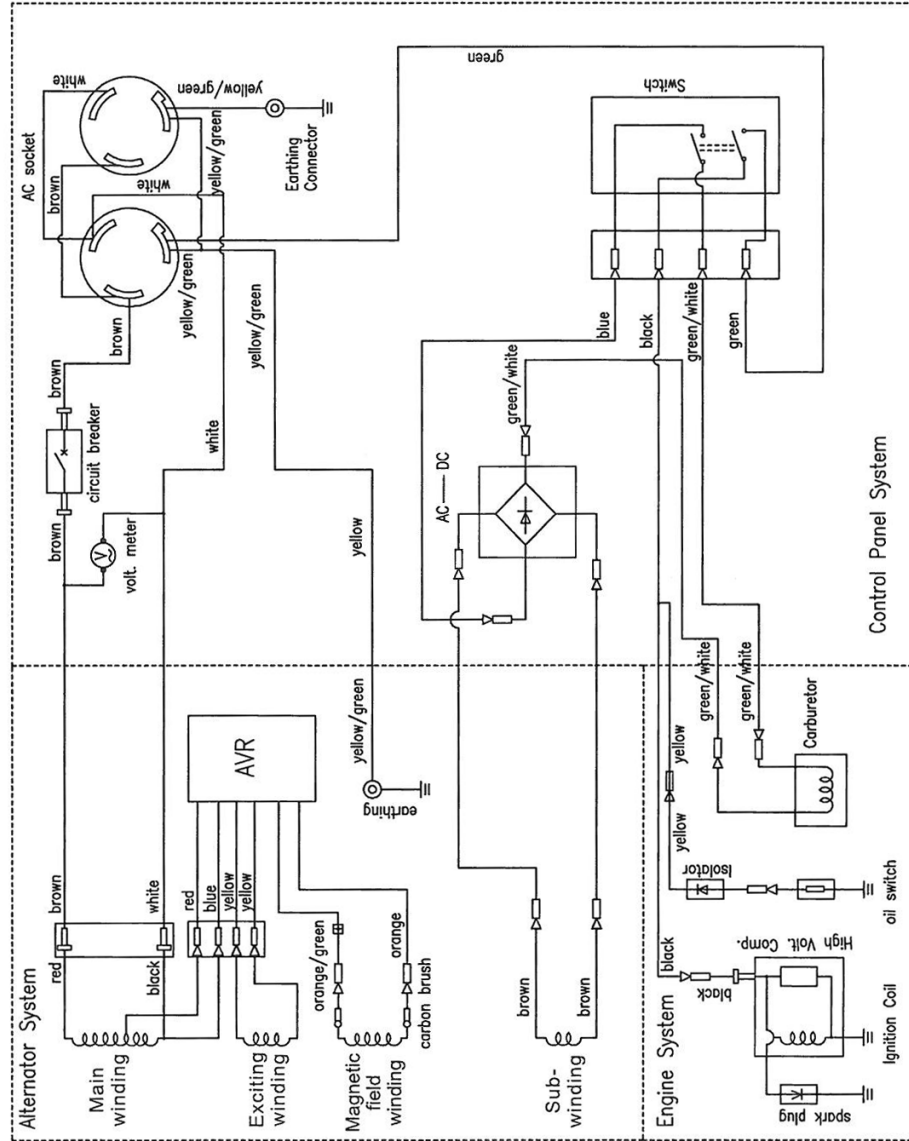 Alternator System
Main
winding
red
brown
black
white
Exciting
winding
red
blue
yellow
yellow
AVR
Magnetic
field
winding
orange/green
orange
carbon brush
yellow/green
earthing
Sub-
winding
brown
brown
brown
V
volt. meter
circuit breaker
brown
brown
AC socket
brown
white
white
yellow/green
yellow/green
yellow/green
Earthing
Connector
white
yellow/green
yellow
green
AC — DC
green/white
blue
black
green/white
green
Switch
Control Panel System
Engine System
spark plug
Ignition Coil
High Volt. Comp.
black
black
oil switch
Isolator
yellow
yellow
green/white
green/white
Carburetor